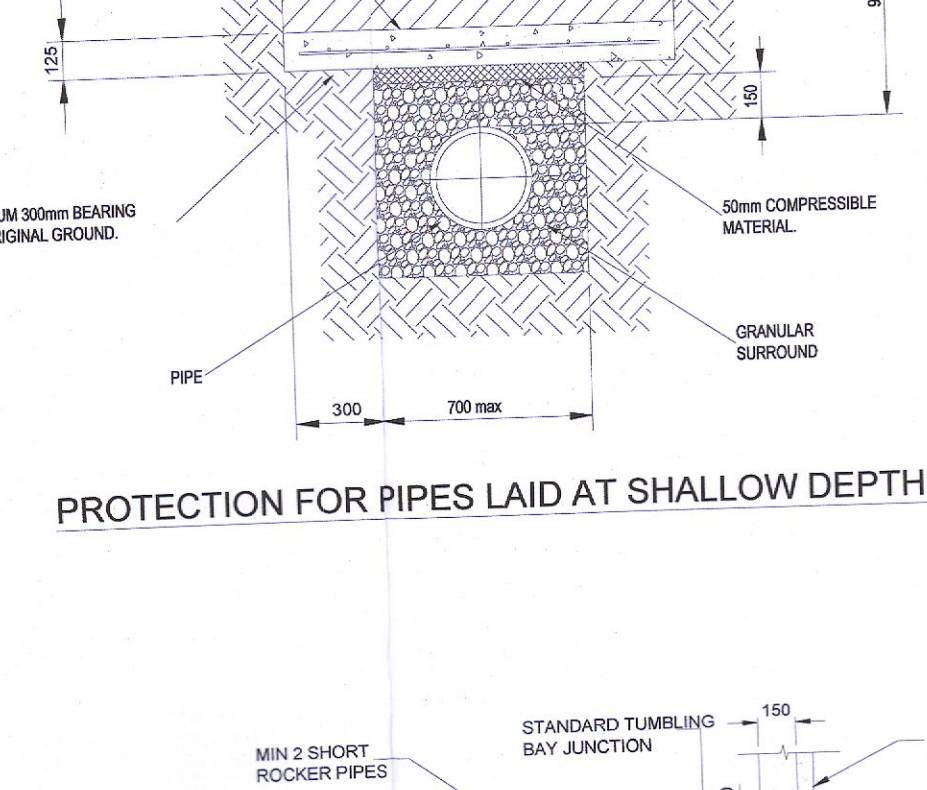 125
150
UM 300mm BEARING
RIGINAL GROUND.
50mm COMPRESSIBLE
MATERIAL.
GRANULAR
SURROUND
PIPE
300
700 max
PROTECTION FOR PIPES LAID AT SHALLOW DEPTH
STANDARD TUMBLING
BAY JUNCTION
150
MIN 2 SHORT
ROCKER PIPES